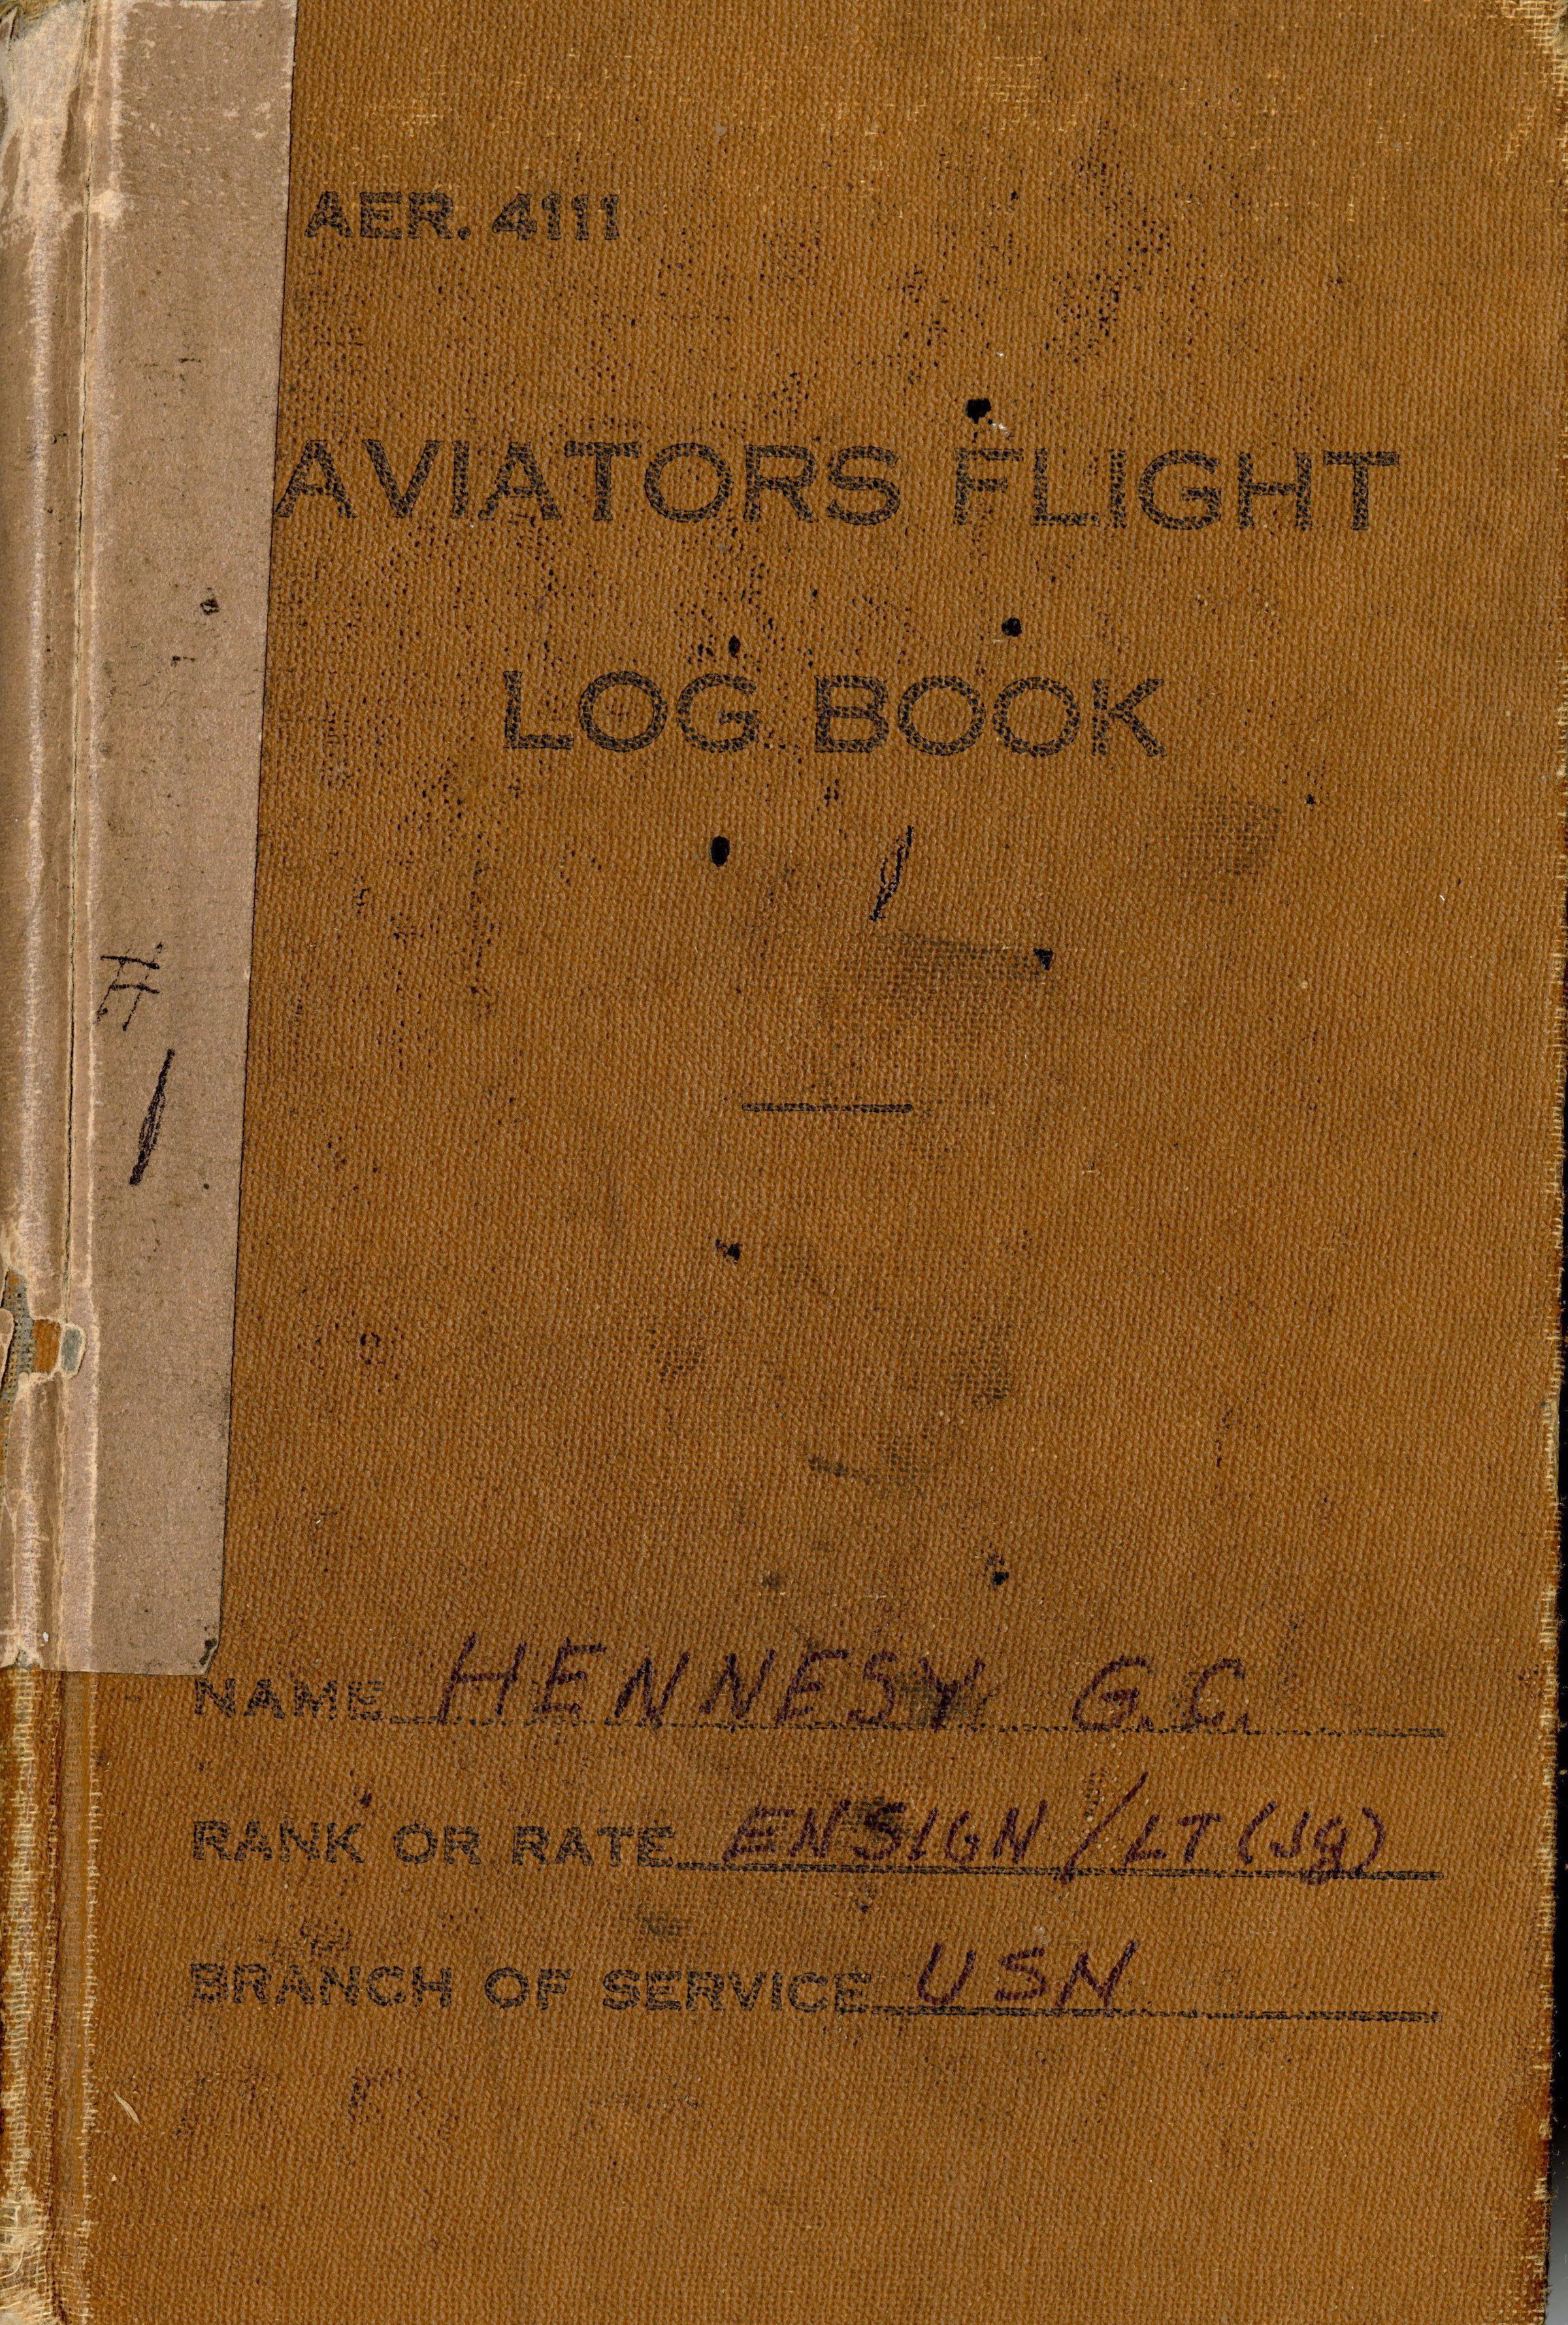 AER. 4111
AVIATORS FLIGHT
LOG BOOK
1
# 1
NAME HENNESY G.C.
RANK OR RATE ENSIGN/LT(Jg)
BRANCH OF SERVICE USN